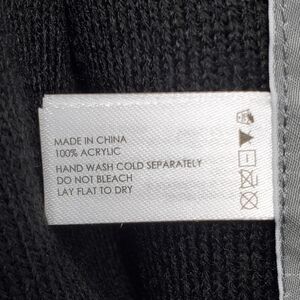 MADE IN CHINA
100% ACRYLIC
HAND WASH COLD SEPARATELY
DO NOT BLEACH
LAY FLAT TO DRY